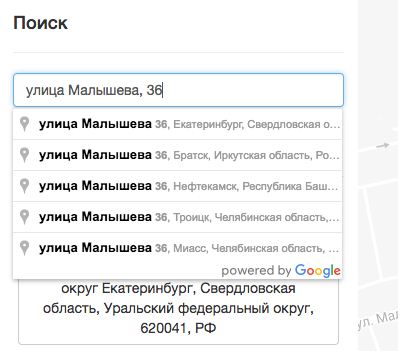 Поиск
улица Малышева, 36
улица Малышева 36, Екатеринбург, Свердловская о...
улица Малышева 36, Братск, Иркутская область, Ро...
улица Малышева 36, Нефтекамск, Республика Баш...
улица Малышева 36, Троицк, Челябинская область,...
улица Малышева 36, Миасс, Челябинская область,...
powered by Google
округ Екатеринбург, Свердловская
область, Уральский федеральный округ,
620041, РФ
ул. Мал